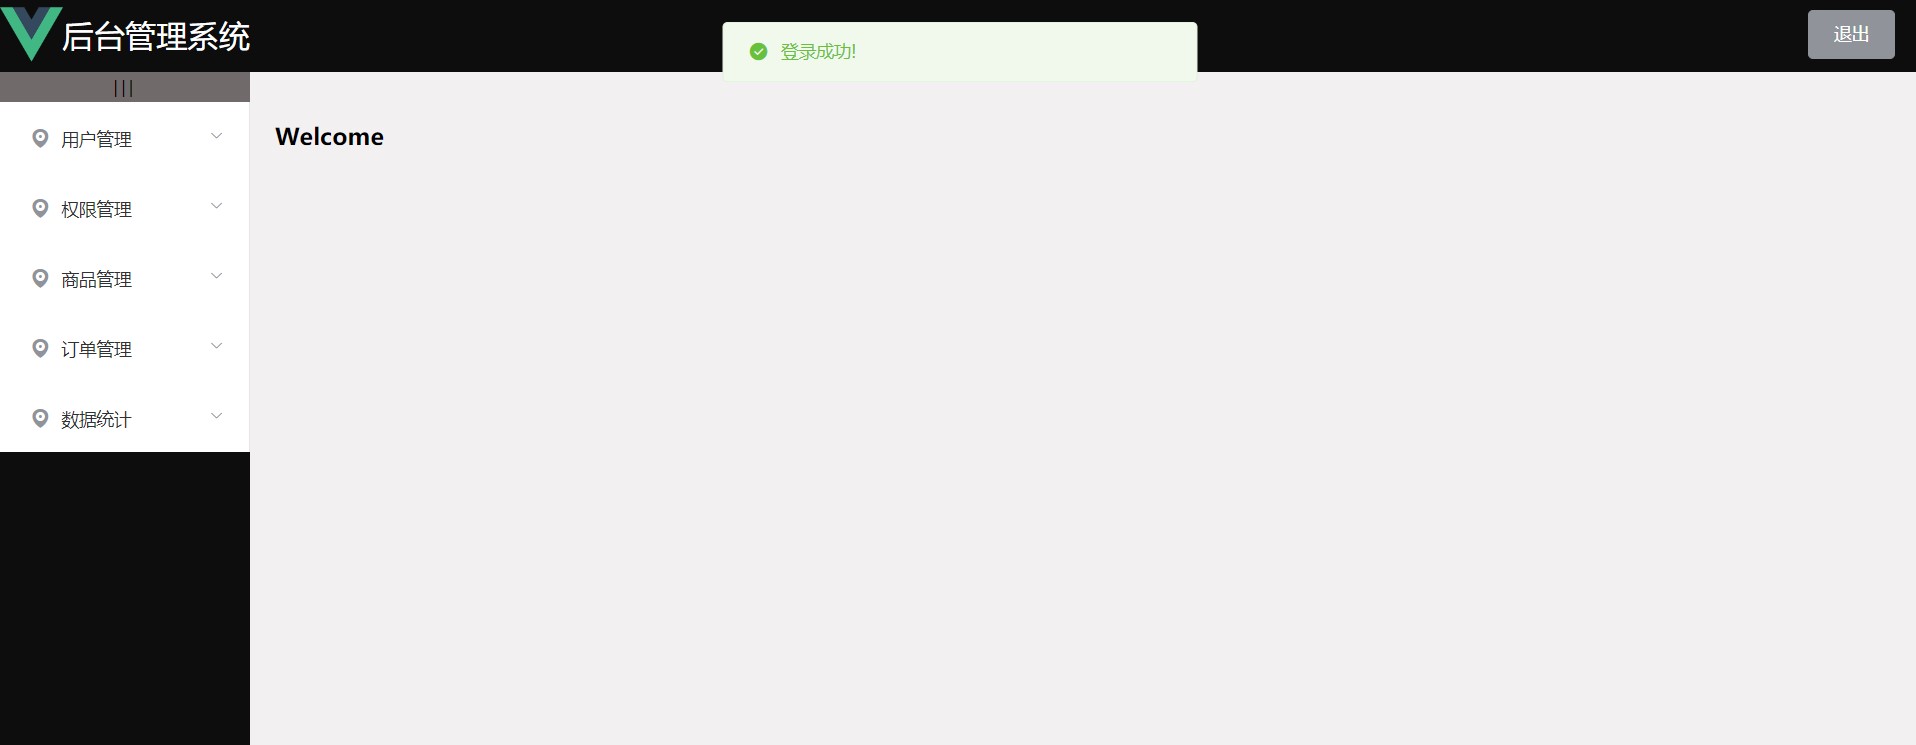 后台管理系统
登录成功!
退出
|||
Welcome
用户管理
权限管理
商品管理
订单管理
数据统计